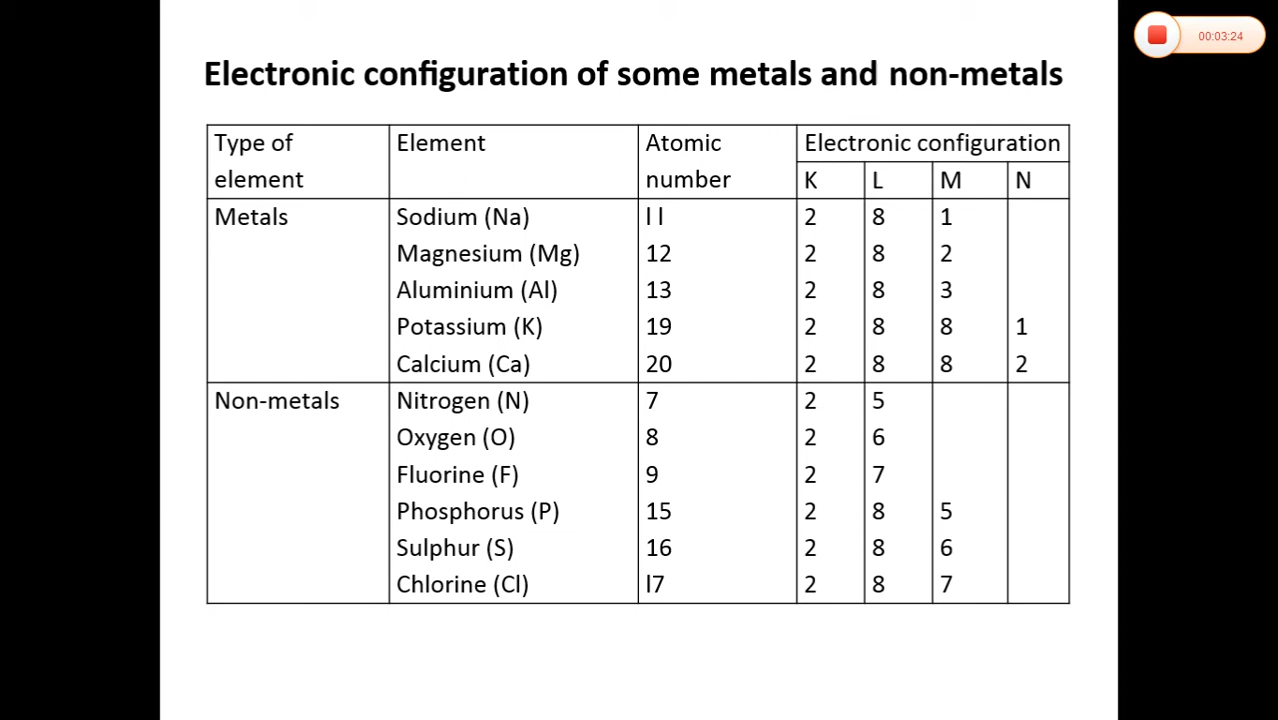 00:03:24
Electronic configuration of some metals and non-metals
Type of element Element Atomic number Electronic configuration
K L M N
Metals Sodium (Na) l l 2 8 1
Magnesium (Mg) 12 2 8 2
Aluminium (Al) 13 2 8 3
Potassium (K) 19 2 8 8 1
Calcium (Ca) 20 2 8 8 2
Non-metals Nitrogen (N) 7 2 5
Oxygen (O) 8 2 6
Fluorine (F) 9 2 7
Phosphorus (P) 15 2 8 5
Sulphur (S) 16 2 8 6
Chlorine (Cl) l7 2 8 7